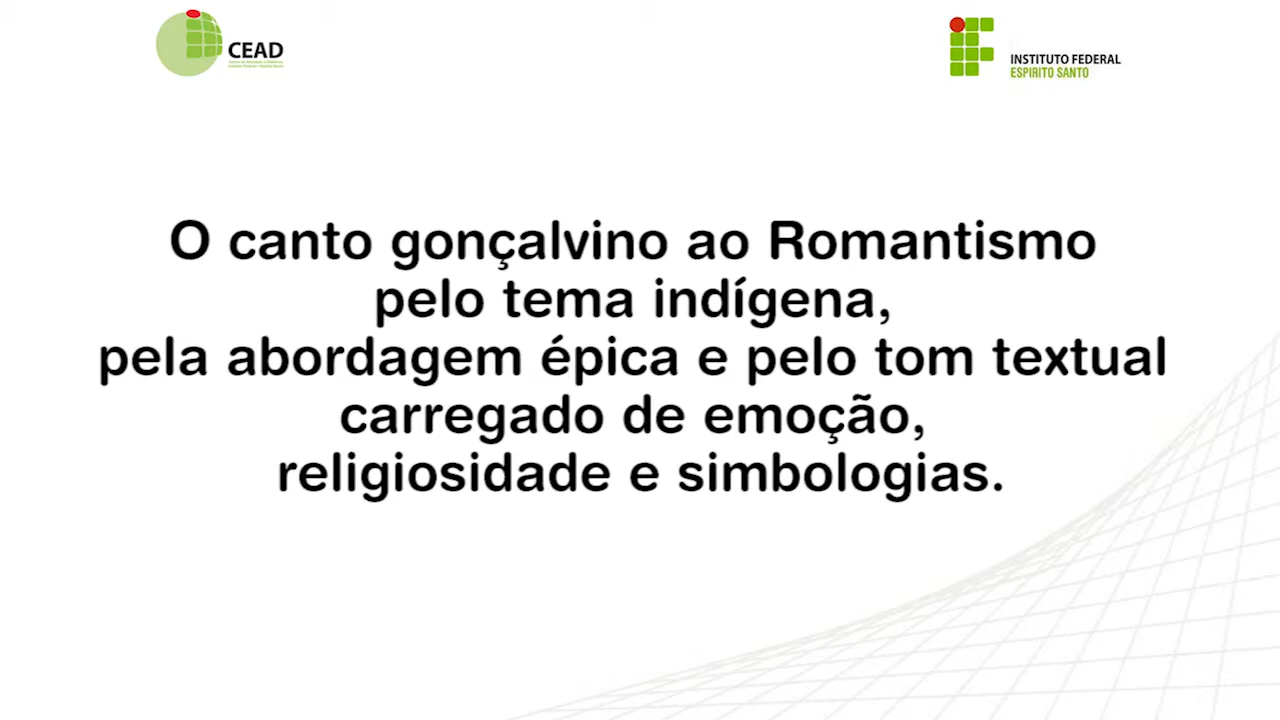 CEAD
INSTITUTO FEDERAL
ESPÍRITO SANTO
O canto gonçalvino ao Romantismo
pelo tema indígena,
pela abordagem épica e pelo tom textual
carregado de emoção,
religiosidade e simbologias.